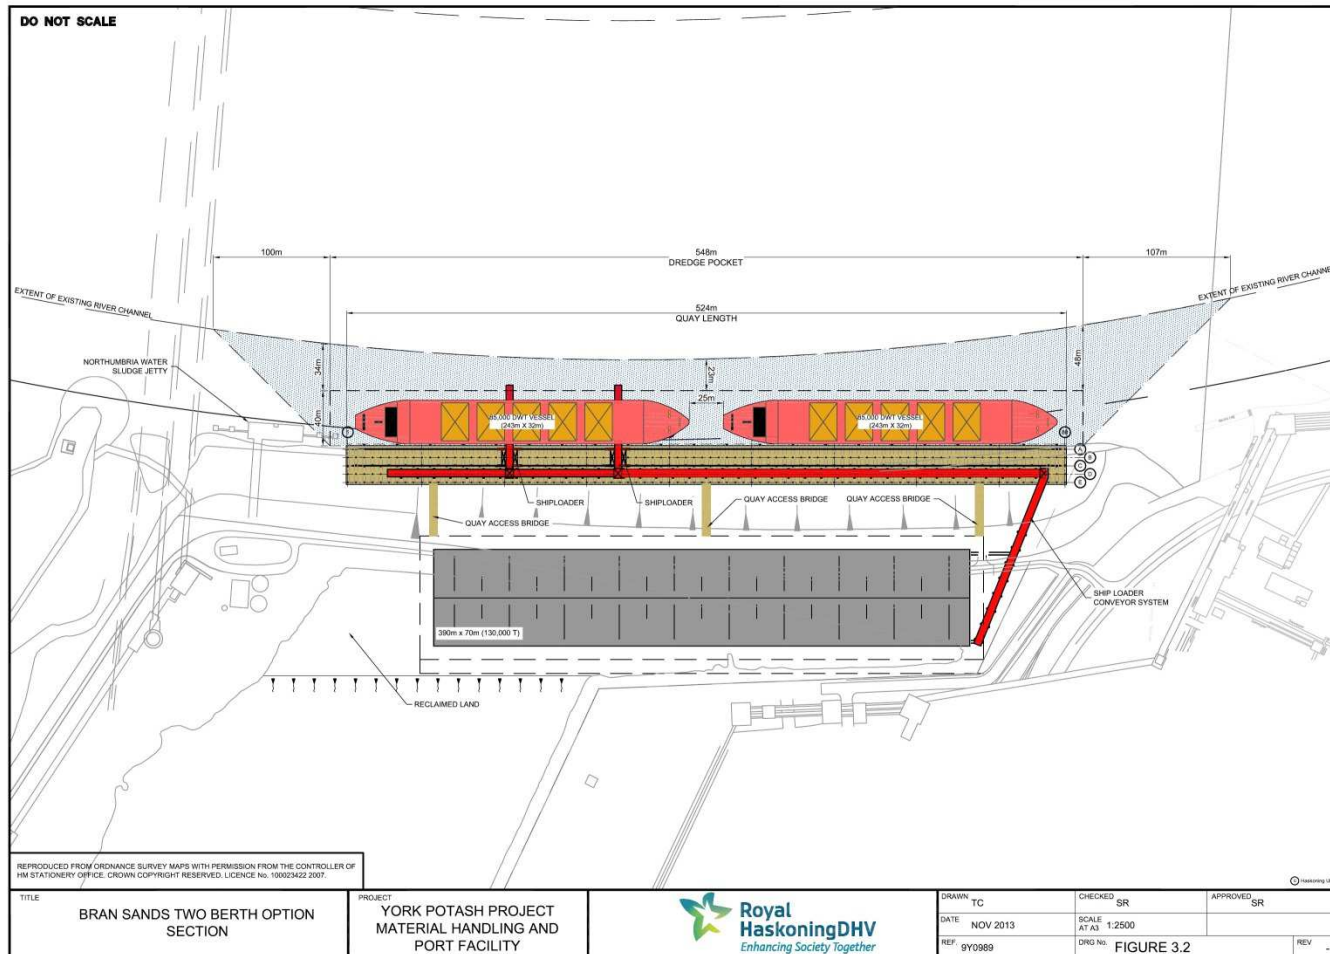 DO NOT SCALE
100m
548m
DREDGE POCKET
107m
EXTENT OF EXISTING RIVER CHANNEL
EXTENT OF EXISTING RIVER CHANNEL
524m
QUAY LENGTH
NORTHUMBRIA WATER
SLUDGE JETTY
34m
23m
48m
40m
25m
85,000 DWT VESSEL
(243m X 32m)
85,000 DWT VESSEL
(243m X 32m)
A
B
C
D
E
SHIPLOADER
SHIPLOADER
QUAY ACCESS BRIDGE
QUAY ACCESS BRIDGE
QUAY ACCESS BRIDGE
SHIP LOADER
CONVEYOR SYSTEM
390m x 70m (130,000 T)
RECLAIMED LAND
REPRODUCED FROM ORDNANCE SURVEY MAPS WITH PERMISSION FROM THE CONTROLLER OF
HM STATIONERY OFFICE. CROWN COPYRIGHT RESERVED. LICENCE No. 100023422 2007.
TITLE
BRAN SANDS TWO BERTH OPTION
SECTION
PROJECT
YORK POTASH PROJECT
MATERIAL HANDLING AND
PORT FACILITY
Royal
HaskoningDHV
Enhancing Society Together
DRAWN TC
CHECKED SR
APPROVED SR
DATE NOV 2013
SCALE AT A3 1:2500
REF. 9Y0989
DRG No. FIGURE 3.2
REV -